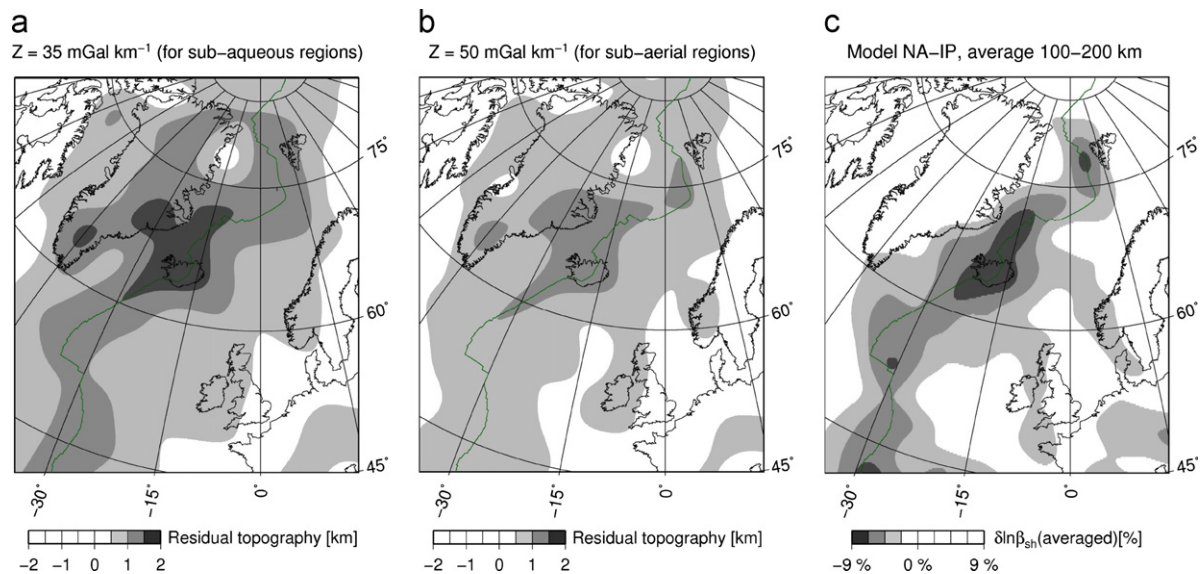 a
Z = 35 mGal km⁻¹ (for sub-aqueous regions)
75°
60°
45°
-30°
-15
0
-2 -1 0 1 2
Residual topography [km]
b
Z = 50 mGal km⁻¹ (for sub-aerial regions)
75°
60°
45°
-30°
-15
0
-2 -1 0 1 2
Residual topography [km]
c
Model NA-IP, average 100-200 km
75°
60°
45°
-30°
-15
0°
-9 % 0 % 9 %
δlnβsh(averaged)[%]